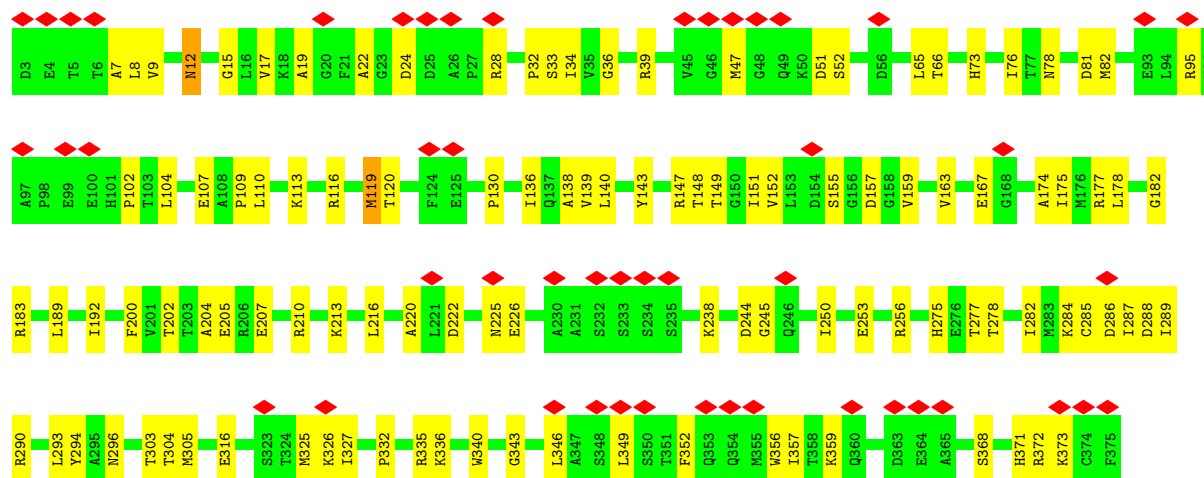 D3 E4 T5 T6 A7 L8 V9 N12 G15 L16 V17 K18 A19 G20 F21 A22 G23 D24 D25 A26 P27 R28 P32 S33 I34 V35 G36 R39 V45 G46 M47 G48 Q49 K50 D51 S52 D56 L65 T66 H73 I76 T77 N78 D81 M82 E93 L94 R95
A97 P98 E99 E100 H101 P102 T103 L104 E107 A108 P109 L110 K113 R116 M119 T120 F124 E125 P130 I136 Q137 A138 V139 L140 Y143 R147 T148 T149 G150 I151 V152 L153 D154 S155 G156 D157 G158 V159 V163 E167 G168 A174 I175 M176 R177 L178 G182
R183 L189 I192 F200 V201 T202 T203 A204 E205 R206 E207 R210 K213 L216 A220 L221 D222 N225 E226 A230 A231 S232 S233 S234 S235 K238 D244 G245 Q246 I250 E253 R256 H275 E276 T277 T278 I282 M283 K284 C285 D286 I287 D288 I289
R290 L293 Y294 A295 N296 T303 T304 M305 E316 S323 T324 M325 K326 I327 P332 R335 K336 W340 G343 L346 A347 S348 L349 S350 T351 F352 Q353 Q354 M355 W356 I357 T358 K359 Q360 D363 E364 A365 S368 H371 R372 K373 C374 F375